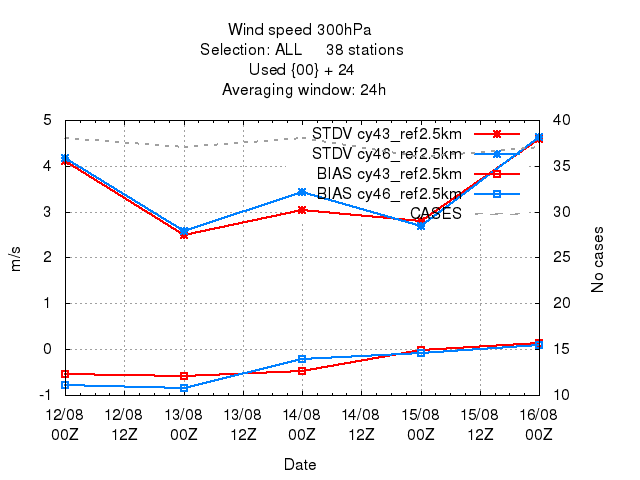 Wind speed 300hPa
Selection: ALL 38 stations
Used {00} + 24
Averaging window: 24h
5 40
STDV cy43_ref2.5km
STDV cy46_ref2.5km
4 35
BIAS cy43_ref2.5km
BIAS cy46_ref2.5km
3 30
CASES
2 25
m/s
No cases
1 20
0 15
-1 10
12/08 12/08 13/08 13/08 14/08 14/08 15/08 15/08 16/08
00Z 12Z 00Z 12Z 00Z 12Z 00Z 12Z 00Z
Date